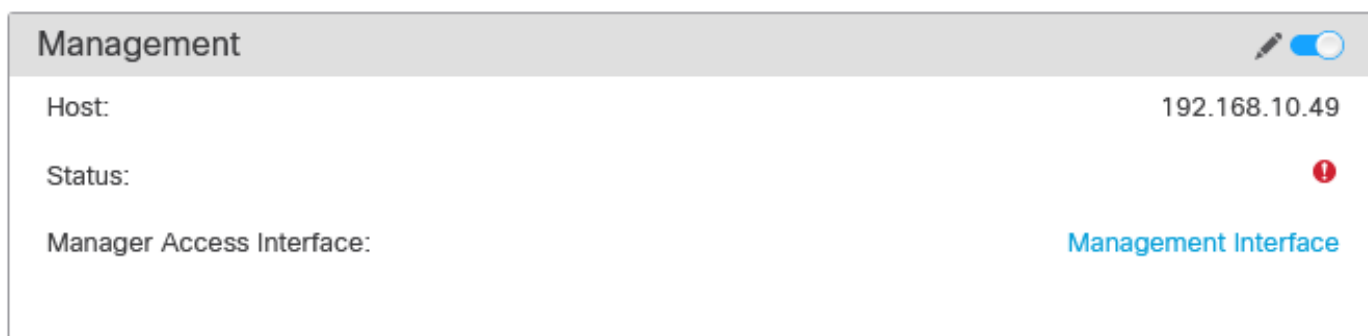 Management
Host: 192.168.10.49
Status:
Manager Access Interface: Management Interface